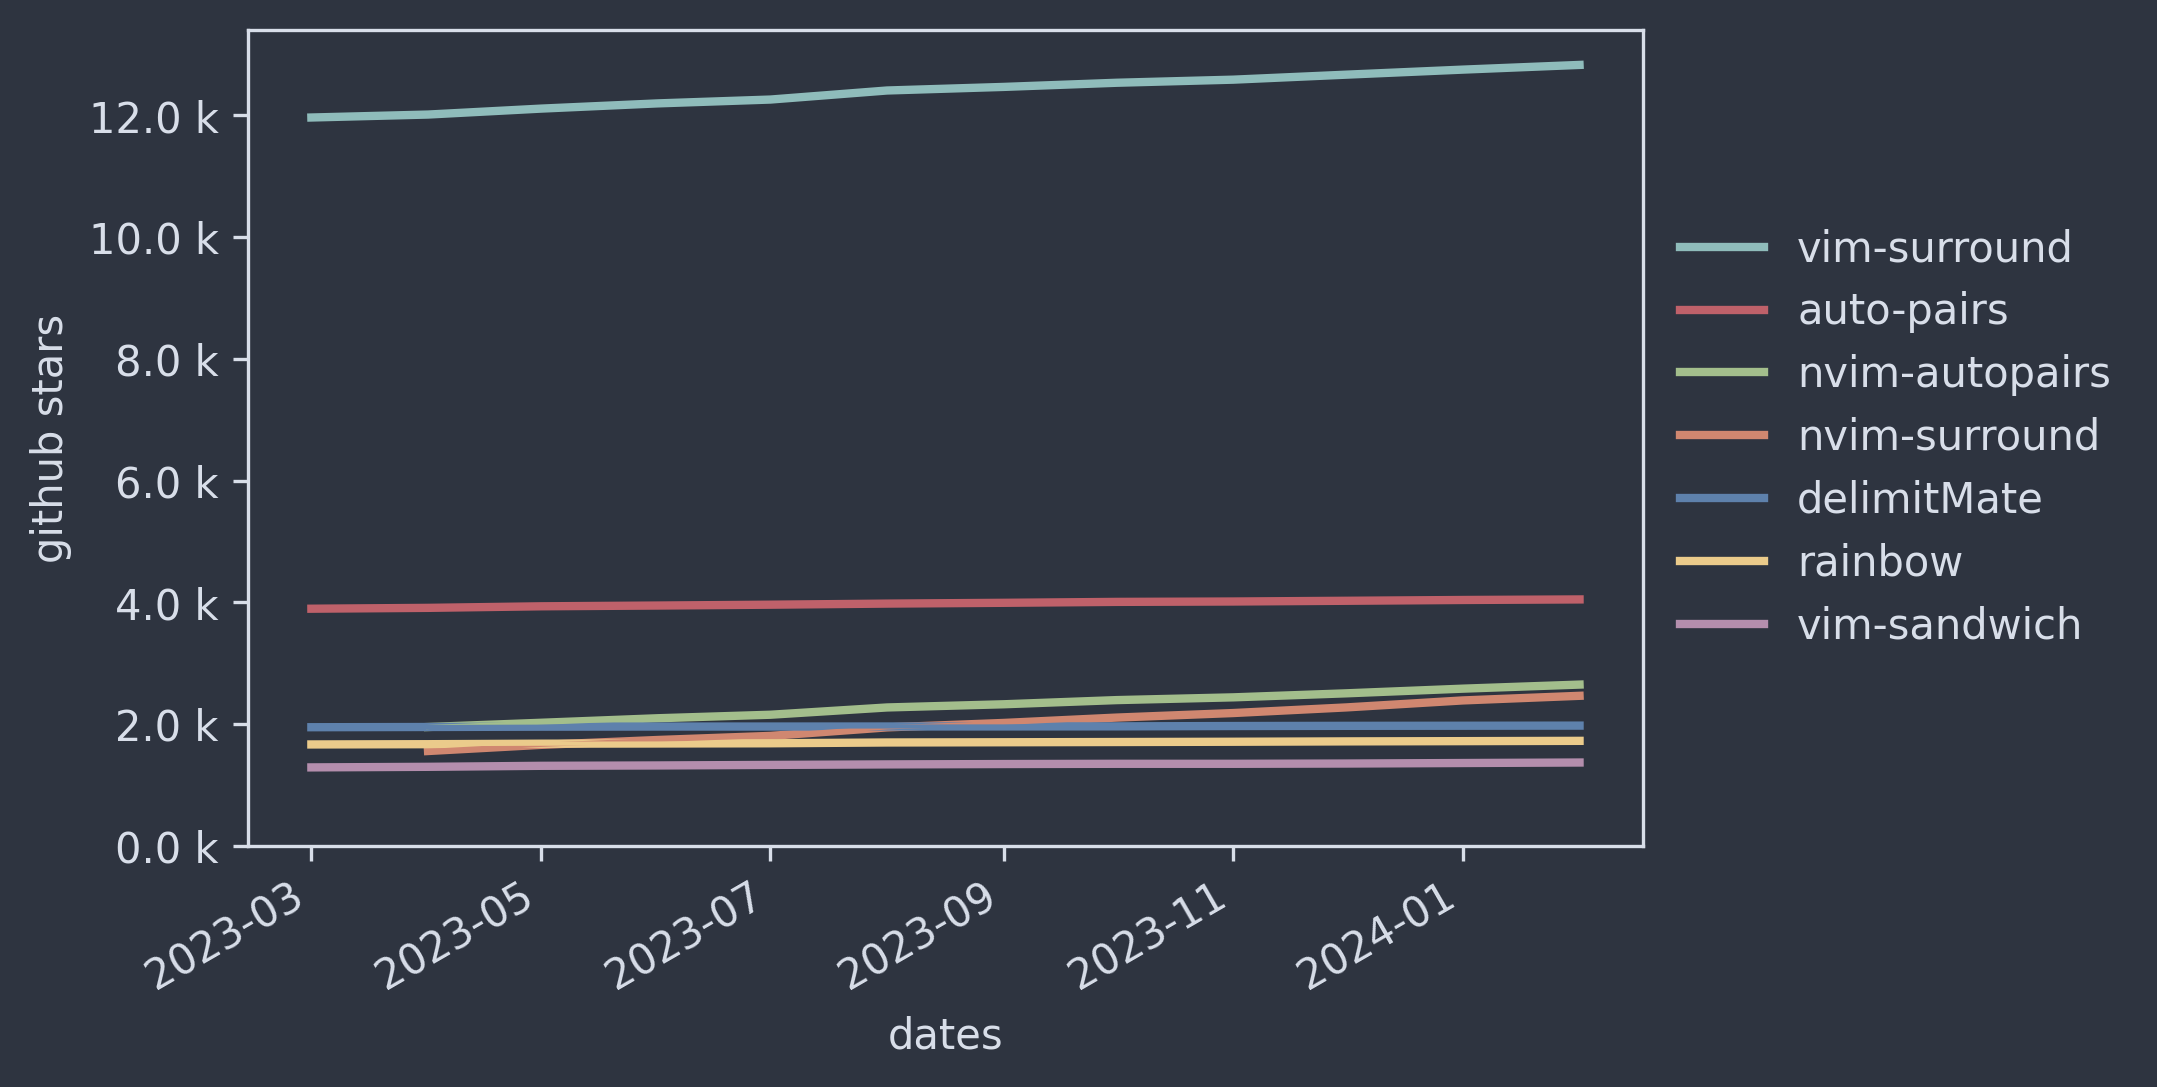 12.0 k
10.0 k
8.0 k
6.0 k
4.0 k
2.0 k
0.0 k
github stars
2023-03
2023-05
2023-07
2023-09
2023-11
2024-01
dates
vim-surround
auto-pairs
nvim-autopairs
nvim-surround
delimitMate
rainbow
vim-sandwich